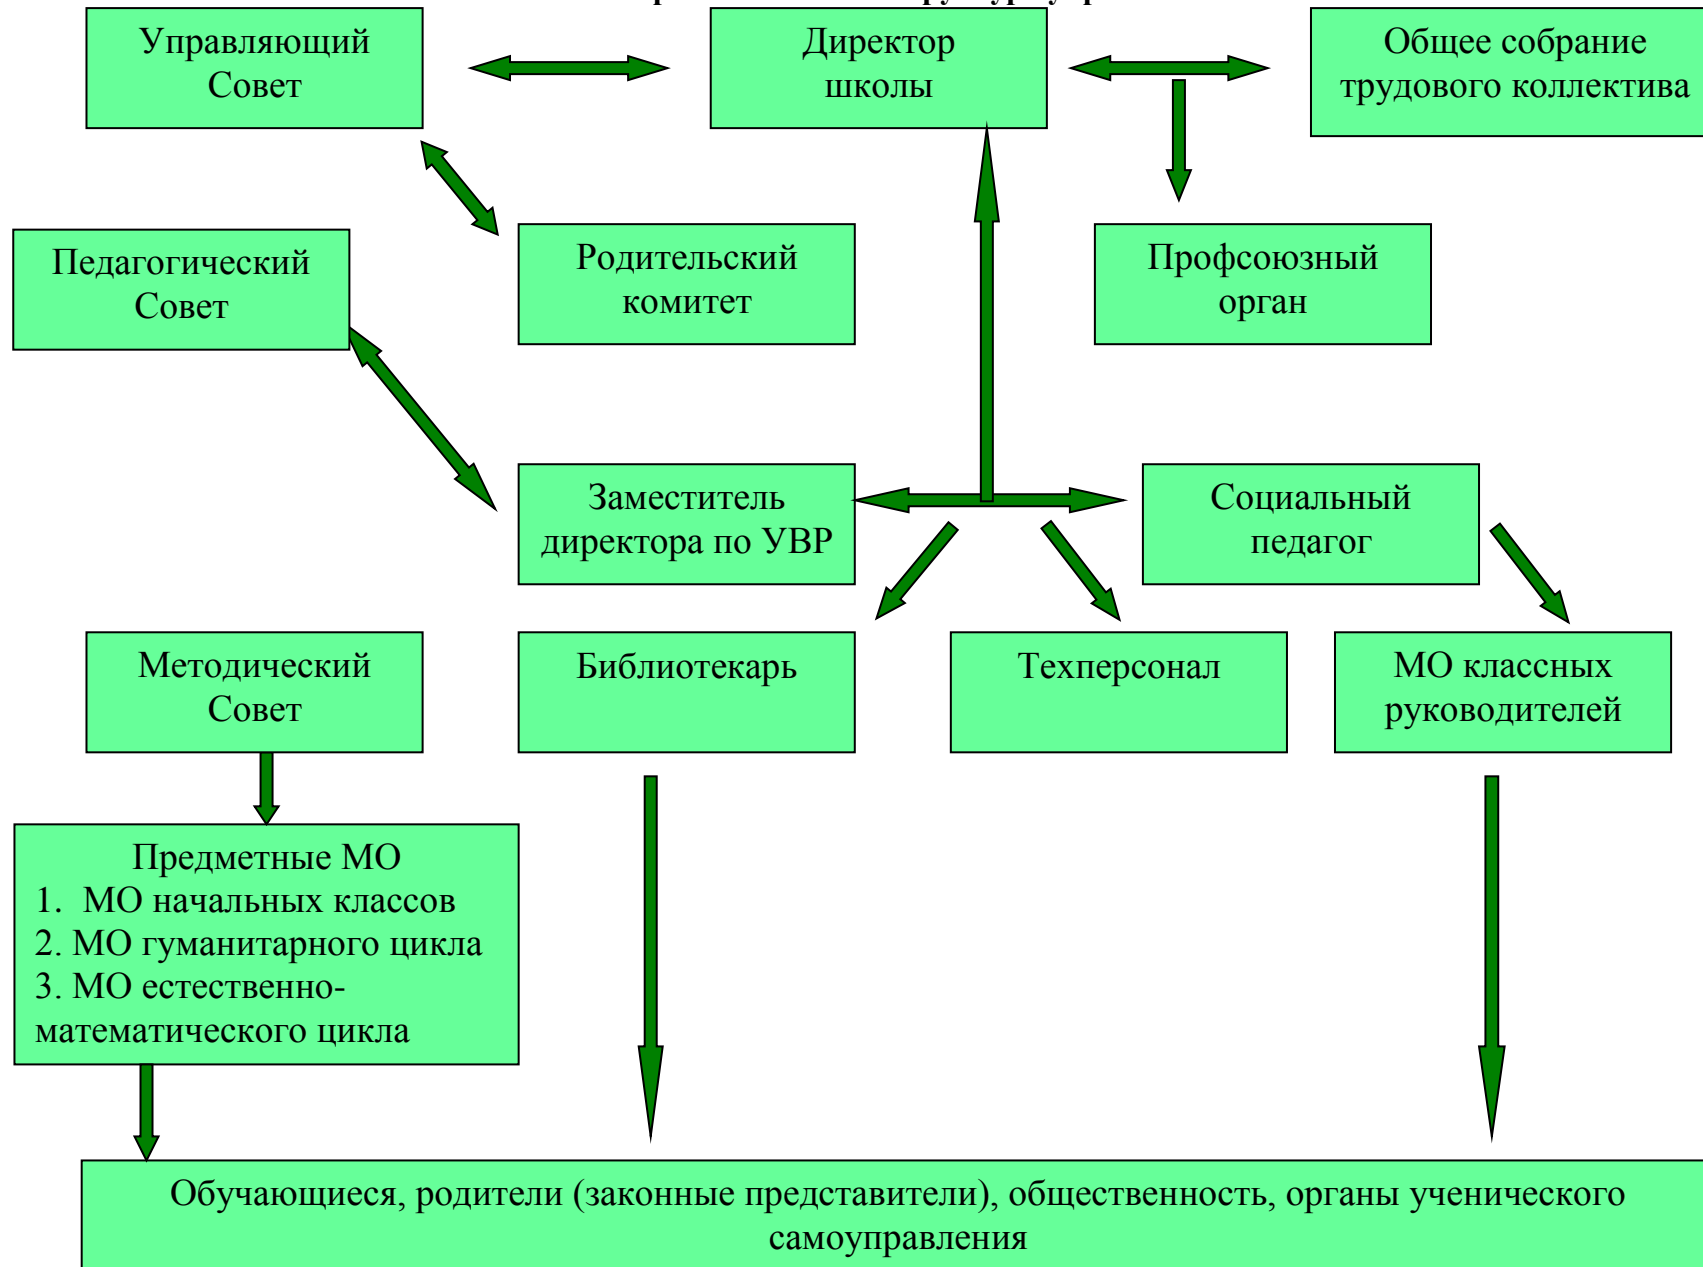 Управляющий
Совет
Директор
школы
Общее собрание
трудового коллектива
Педагогический
Совет
Родительский
комитет
Профсоюзный
орган
Заместитель
директора по УВР
Социальный
педагог
Методический
Совет
Библиотекарь
Техперсонал
МО классных
руководителей
Предметные МО
1. МО начальных классов
2. МО гуманитарного цикла
3. МО естественно-
математического цикла
Обучающиеся, родители (законные представители), общественность, органы ученического
самоуправления